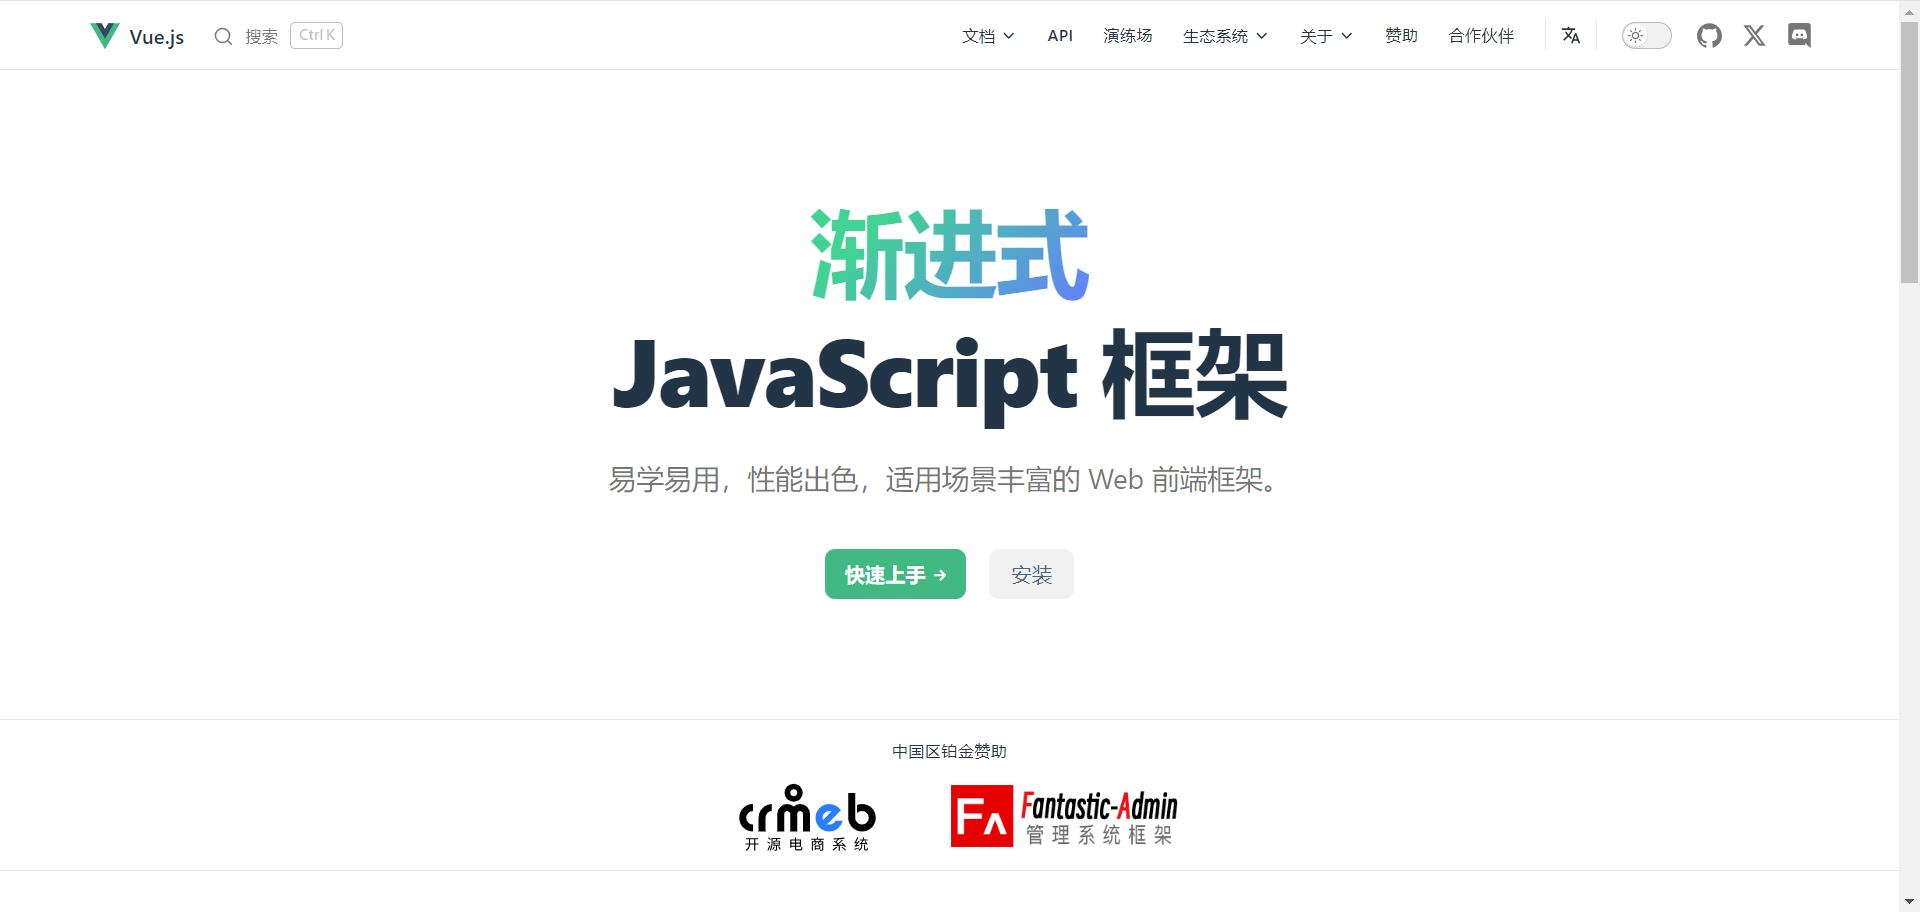 Vue.js 搜索 Ctrl K 文档 API 演练场 生态系统 关于 赞助 合作伙伴
渐进式
JavaScript 框架
易学易用，性能出色，适用场景丰富的 Web 前端框架。
快速上手 → 安装
中国区铂金赞助
crmeb
开源电商系统
FA Fantastic-Admin
管理系统框架